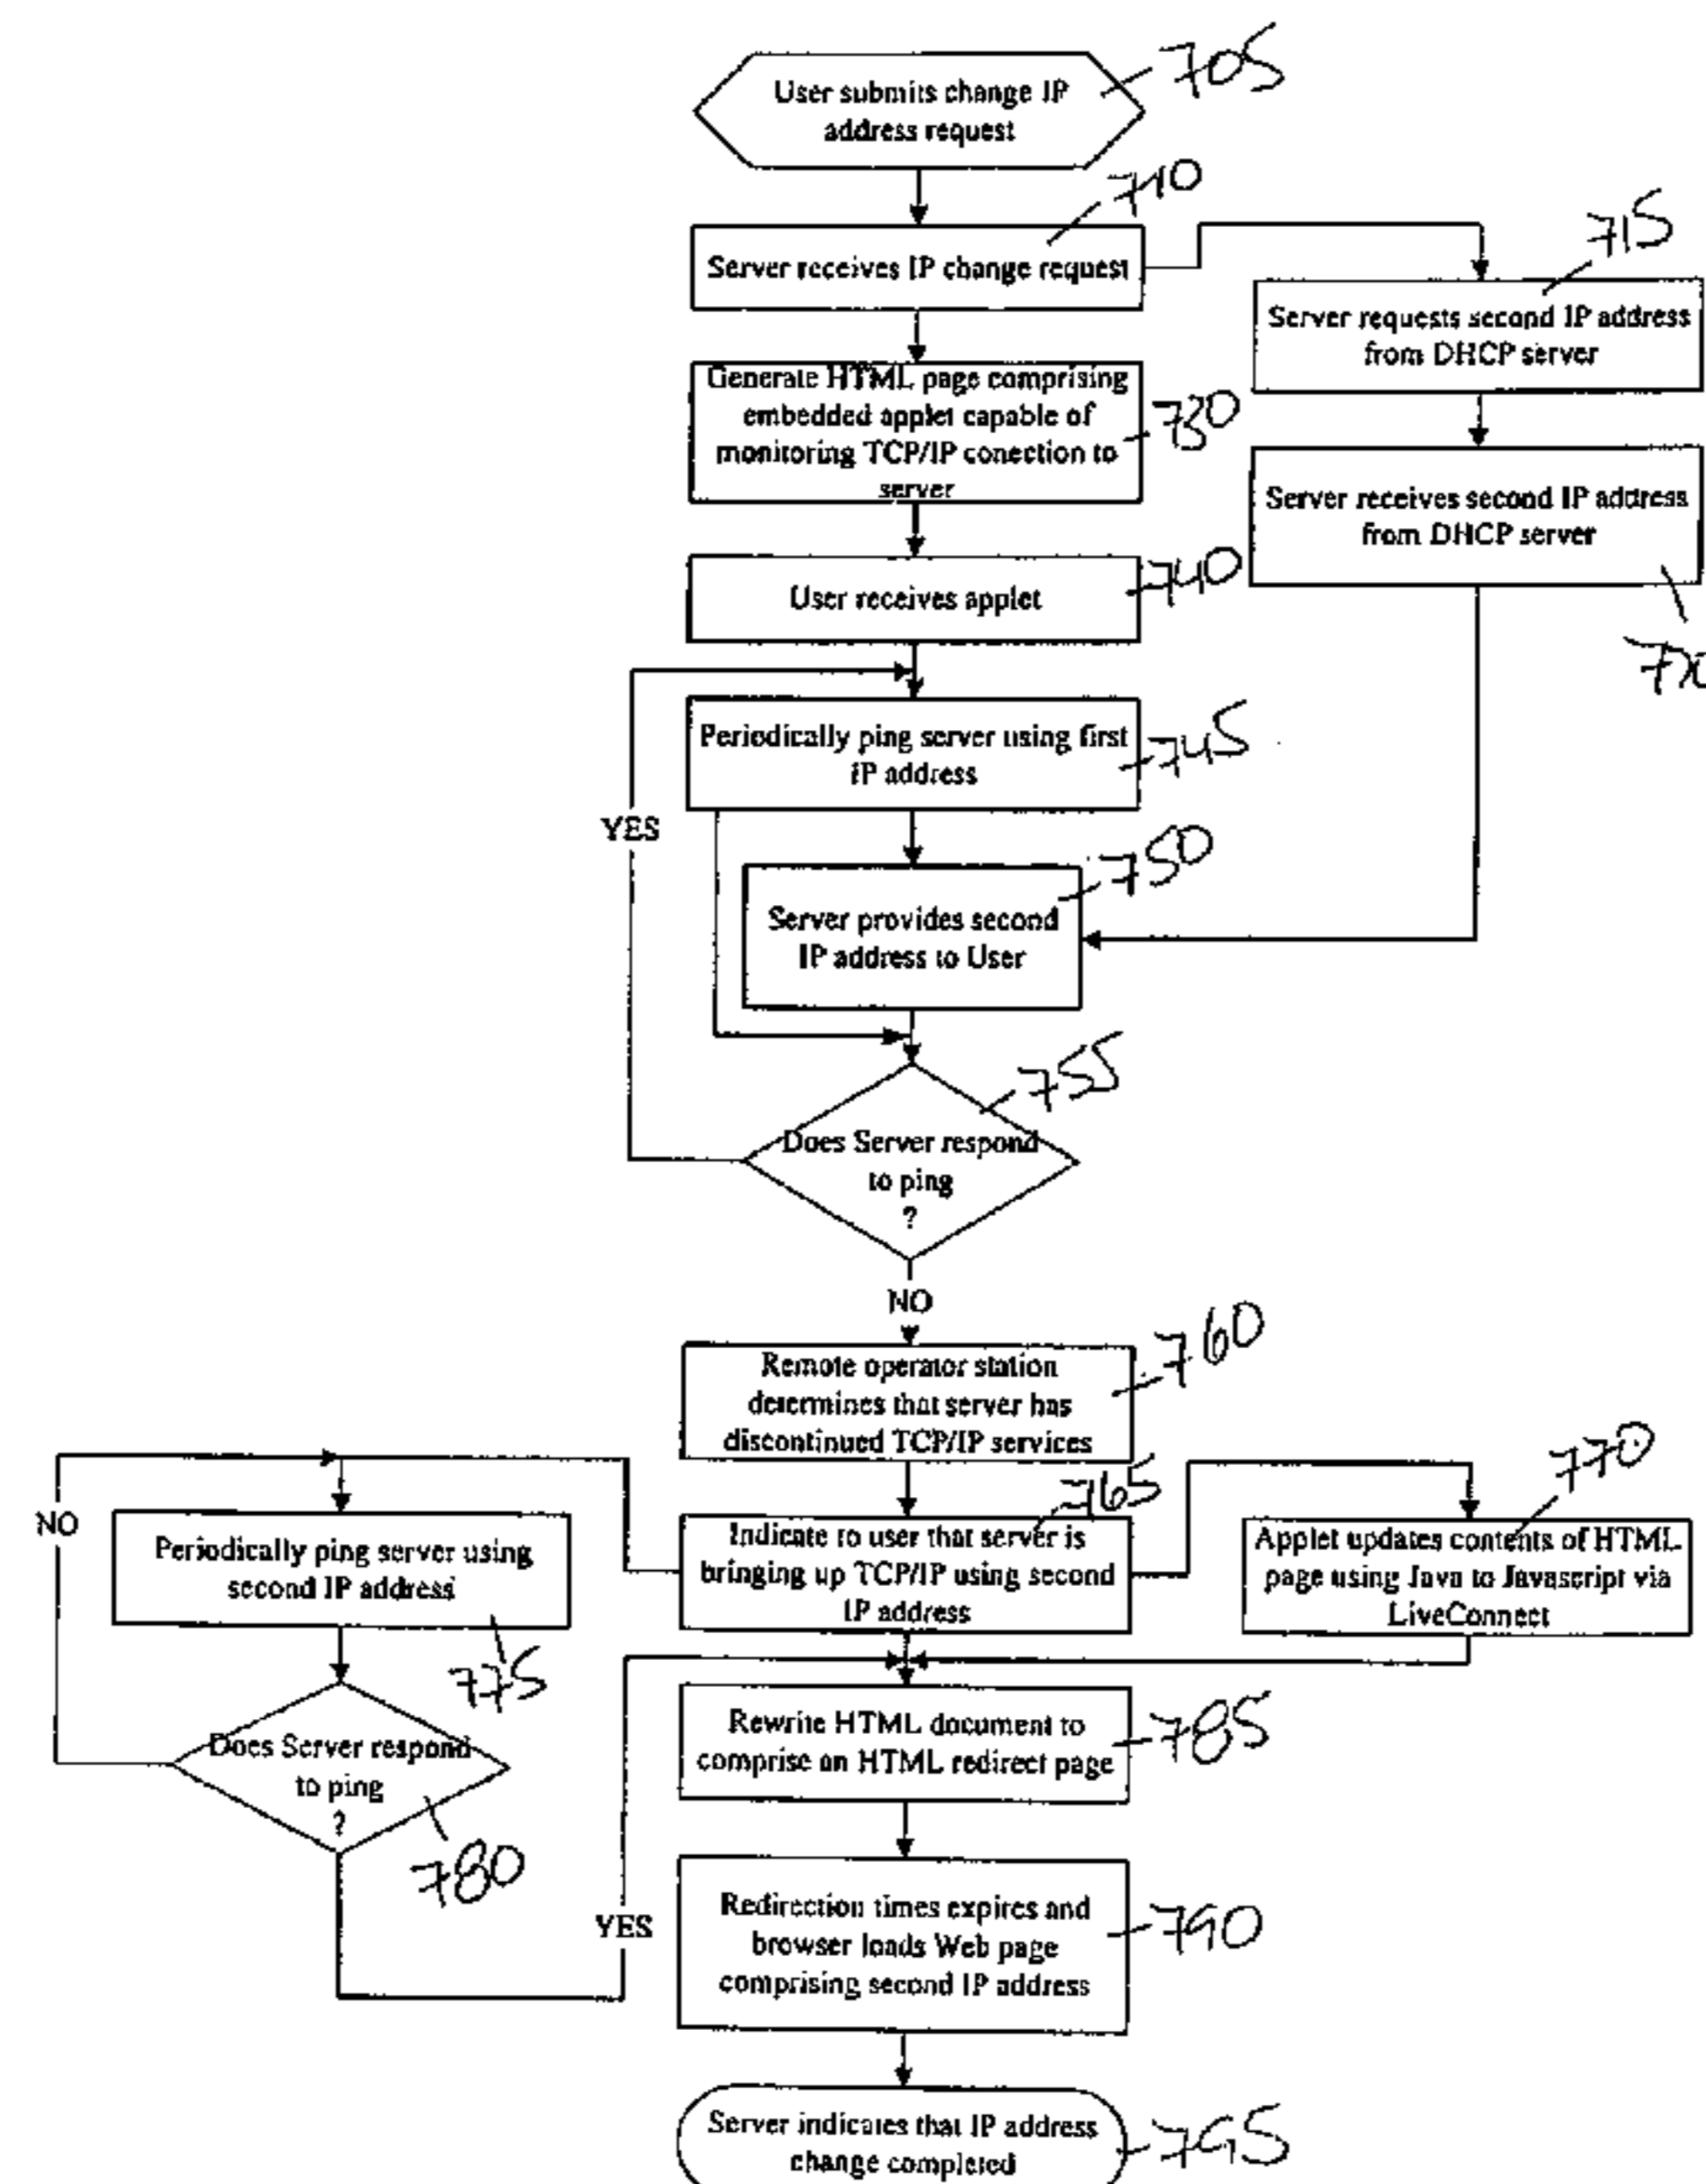 User submits change IP
address request
705
Server receives IP change request
710
Server requests second IP address
from DHCP server
715
Generate HTML page comprising
embedded applet capable of
monitoring TCP/IP conection to
server
730
Server receives second IP address
from DHCP server
User receives applet
740
Periodically ping server using first
IP address
745
YES
Server provides second
IP address to User
750
Does Server respond
to ping
?
755
NO
Remote operator station
determines that server has
discontinued TCP/IP services
760
Indicate to user that server is
bringing up TCP/IP using second
IP address
765
Applet updates contents of HTML
page using Java to Javascript via
LiveConnect
770
NO
Periodically ping server using
second IP address
775
Does Server respond
to ping
?
780
YES
Rewrite HTML document to
comprise an HTML redirect page
785
Redirection times expires and
browser loads Web page
comprising second IP address
790
Server indicates that IP address
change completed
795